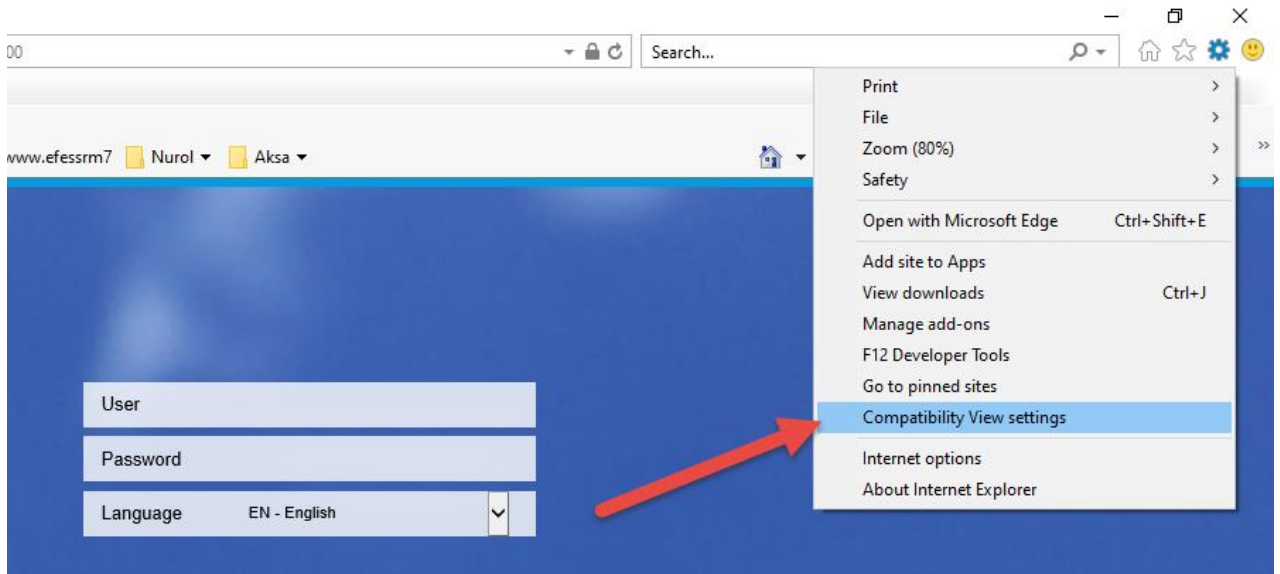 00
Search...
Print
File
Zoom (80%)
Safety
www.efessrm7 Nurol Aksa
Open with Microsoft Edge Ctrl+Shift+E
Add site to Apps
View downloads Ctrl+J
Manage add-ons
F12 Developer Tools
Go to pinned sites
Compatibility View settings
Internet options
About Internet Explorer
User
Password
Language EN - English